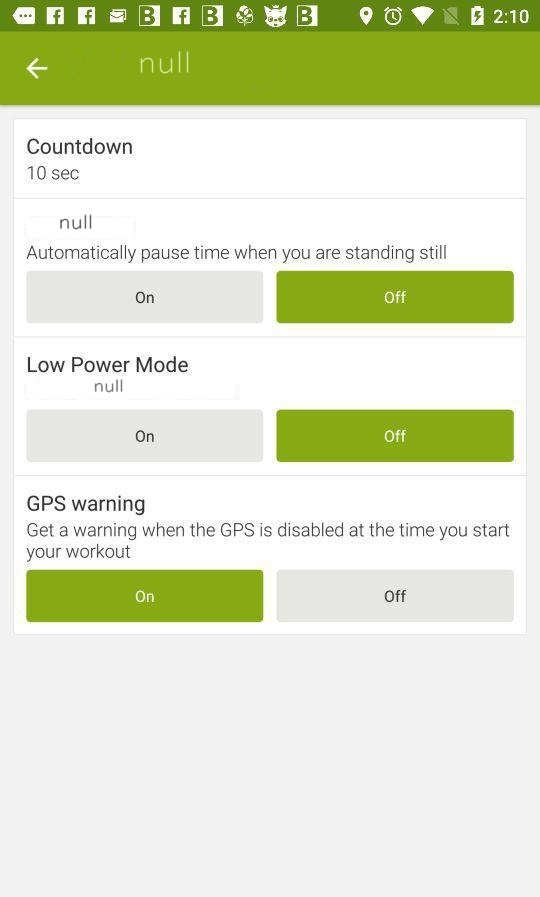 2:10
null
Countdown
10 sec
null
Automatically pause time when you are standing still
On Off
Low Power Mode
null
On Off
GPS warning
Get a warning when the GPS is disabled at the time you start
your workout
On Off